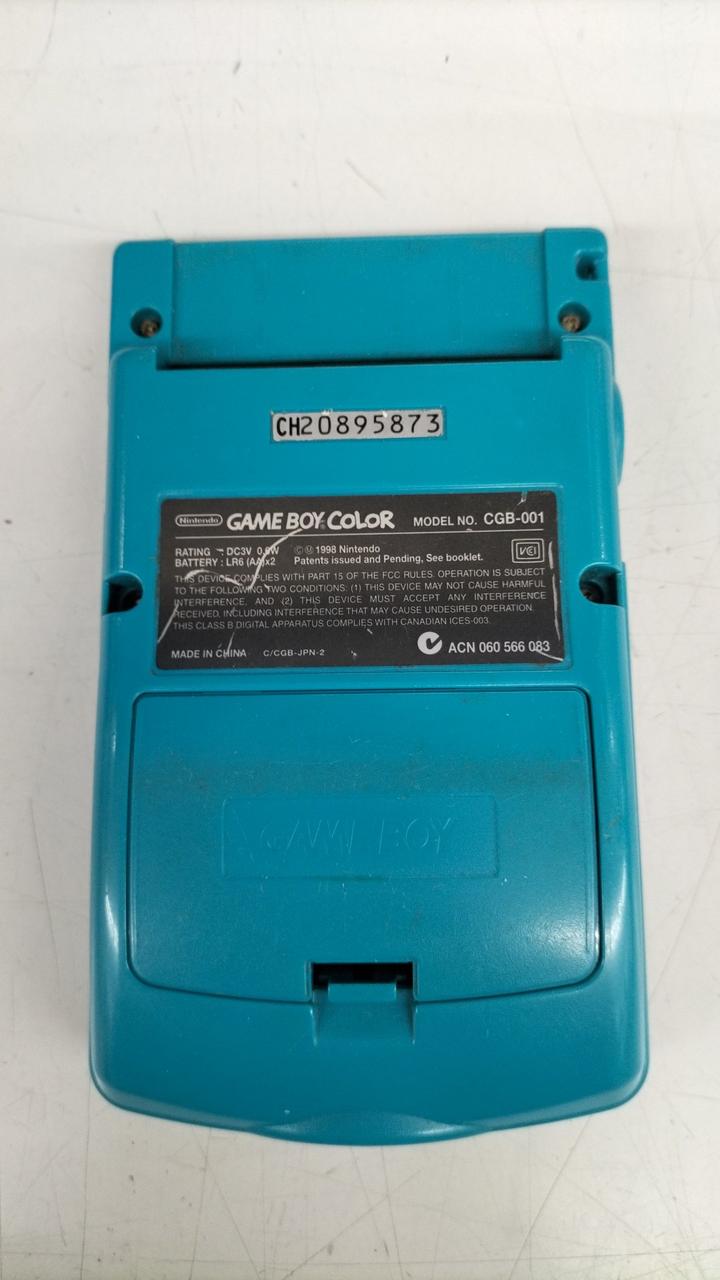 CH20895873
Nintendo GAME BOY COLOR MODEL NO. CGB-001
RATING ⎓ DC3V 0.6W ©Ⓜ 1998 Nintendo
BATTERY : LR6 (AA)x2 Patents issued and Pending, See booklet.
VCI
THIS DEVICE COMPLIES WITH PART 15 OF THE FCC RULES. OPERATION IS SUBJECT
TO THE FOLLOWING TWO CONDITIONS: (1) THIS DEVICE MAY NOT CAUSE HARMFUL
INTERFERENCE, AND (2) THIS DEVICE MUST ACCEPT ANY INTERFERENCE
RECEIVED, INCLUDING INTERFERENCE THAT MAY CAUSE UNDESIRED OPERATION.
THIS CLASS B DIGITAL APPARATUS COMPLIES WITH CANADIAN ICES-003.
MADE IN CHINA C/CGB-JPN-2 ACN 060 566 083
GAME BOY